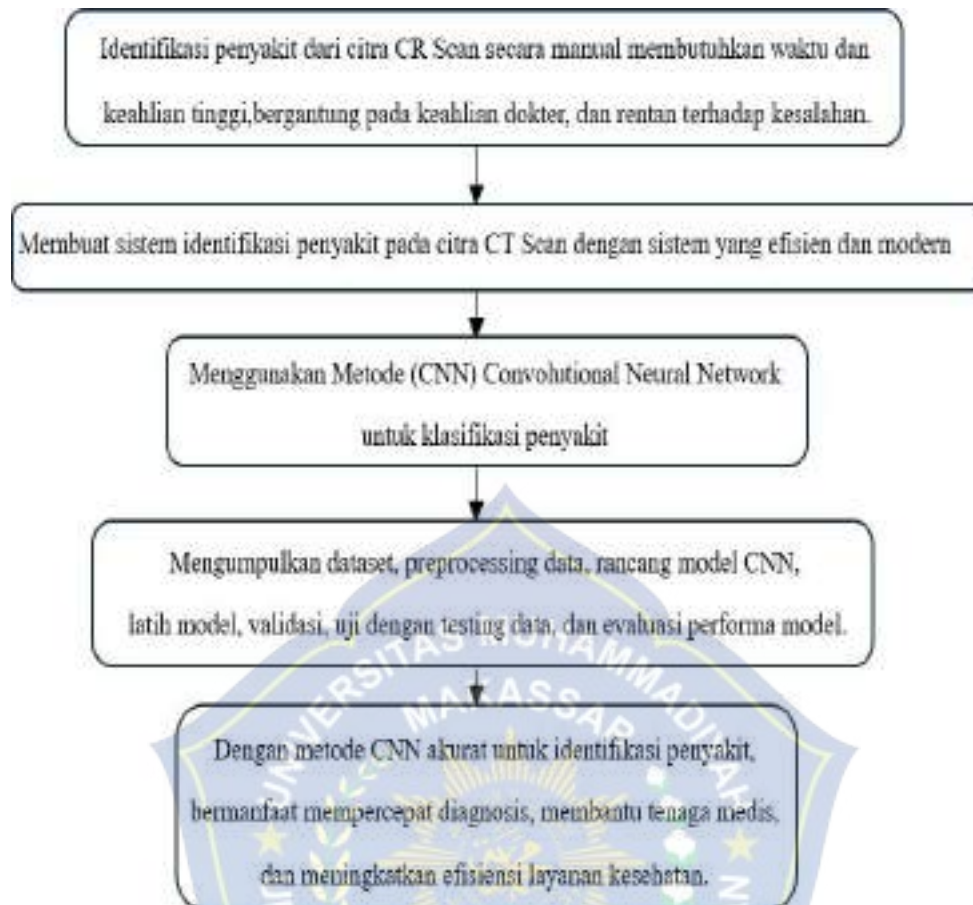 Identifikasi penyakit dari citra CR Scan secara manual membutuhkan waktu dan
keahlian tinggi,bergantung pada keahlian dokter, dan rentan terhadap kesalahan.
Membuat sistem identifikasi penyakit pada citra CT Scan dengan sistem yang efisien dan modern
Menggunakan Metode (CNN) Convolutional Neural Network
untuk klasifikasi penyakit
Mengumpulkan dataset, preprocessing data, rancang model CNN,
latih model, validasi, uji dengan testing data, dan evaluasi performa model.
UNIVERSITAS MUHAMMADIYAH
MAKASSAR
Dengan metode CNN akurat untuk identifikasi penyakit,
bermanfaat mempercepat diagnosis, membantu tenaga medis,
dan meningkatkan efisiensi layanan kesehatan.